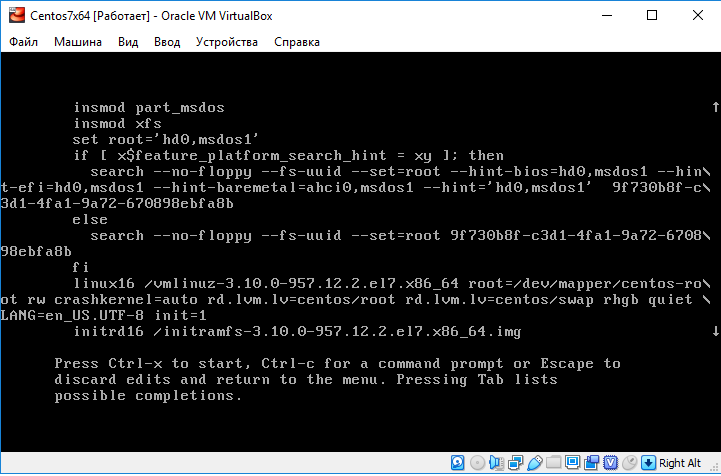 Centos7x64 [Работает] - Oracle VM VirtualBox
Файл Машина Вид Ввод Устройства Справка
insmod part_msdos ↑
insmod xfs
set root='hd0,msdos1'
if [ x$feature_platform_search_hint = xy ]; then
search --no-floppy --fs-uuid --set=root --hint-bios=hd0,msdos1 --hin\
t-efi=hd0,msdos1 --hint-baremetal=ahci0,msdos1 --hint='hd0,msdos1'  9f730b8f-c\
3d1-4fa1-9a72-670898ebfa8b
else
search --no-floppy --fs-uuid --set=root 9f730b8f-c3d1-4fa1-9a72-6708\
98ebfa8b
fi
linux16 /vmlinuz-3.10.0-957.12.2.el7.x86_64 root=/dev/mapper/centos-ro\
ot rw crashkernel=auto rd.lvm.lv=centos/root rd.lvm.lv=centos/swap rhgb quiet \
LANG=en_US.UTF-8 init=1
initrd16 /initramfs-3.10.0-957.12.2.el7.x86_64.img ↓
Press Ctrl-x to start, Ctrl-c for a command prompt or Escape to
discard edits and return to the menu. Pressing Tab lists
possible completions.
Right Alt